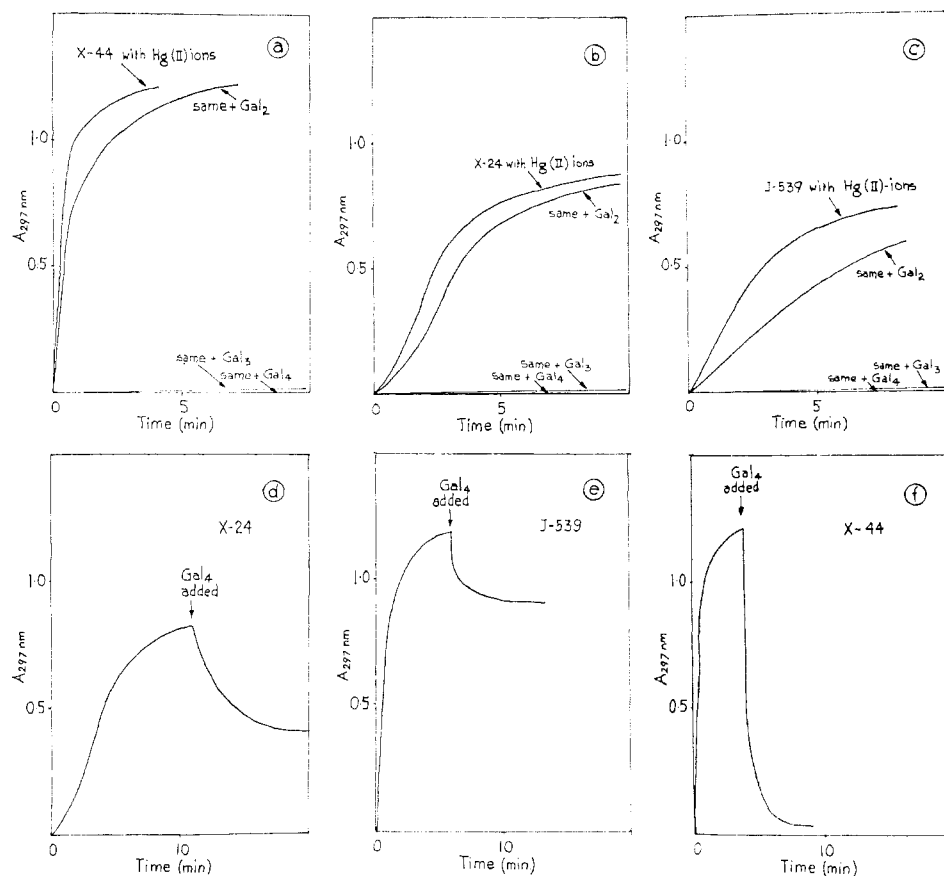 a
X-44 with Hg(II) ions
same + Gal₂
1.0
0.5
A297 nm
same + Gal₃
same + Gal₄
0
5
Time (min)
b
X-24 with Hg(II) ions
same + Gal₂
1.0
0.5
A297 nm
same + Gal₃
same + Gal₄
0
5
Time (min)
c
J-539 with Hg(II)-ions
same + Gal₂
1.0
0.5
A297 nm
same + Gal₃
same + Gal₄
0
5
Time (min)
d
X-24
Gal₄
added
1.0
0.5
A297 nm
0
10
Time (min)
e
Gal₄
added
J-539
1.0
0.5
A297 nm
0
10
Time (min)
f
Gal₄
added
X-44
1.0
0.5
A297 nm
0
10
Time (min)